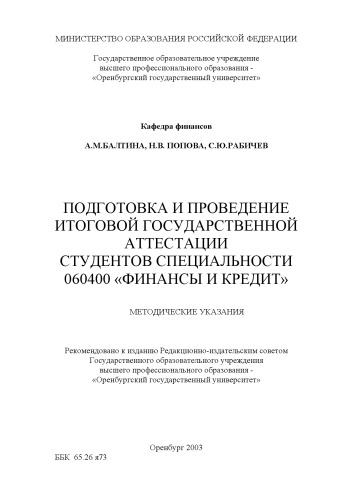 МИНИСТЕРСТВО ОБРАЗОВАНИЯ РОССИЙСКОЙ ФЕДЕРАЦИИ
Государственное образовательное учреждение
высшего профессионального образования -
«Оренбургский государственный университет»
Кафедра финансов
А.М.БАЛТИНА, Н.В. ПОПОВА, С.Ю.РАБИЧЕВ
ПОДГОТОВКА И ПРОВЕДЕНИЕ
ИТОГОВОЙ ГОСУДАРСТВЕННОЙ
АТТЕСТАЦИИ
СТУДЕНТОВ СПЕЦИАЛЬНОСТИ
060400 «ФИНАНСЫ И КРЕДИТ»
МЕТОДИЧЕСКИЕ УКАЗАНИЯ
Рекомендовано к изданию Редакционно-издательским советом
Государственного образовательного учреждения
высшего профессионального образования -
«Оренбургский государственный университет»
Оренбург 2003
ББК 65.26 я73